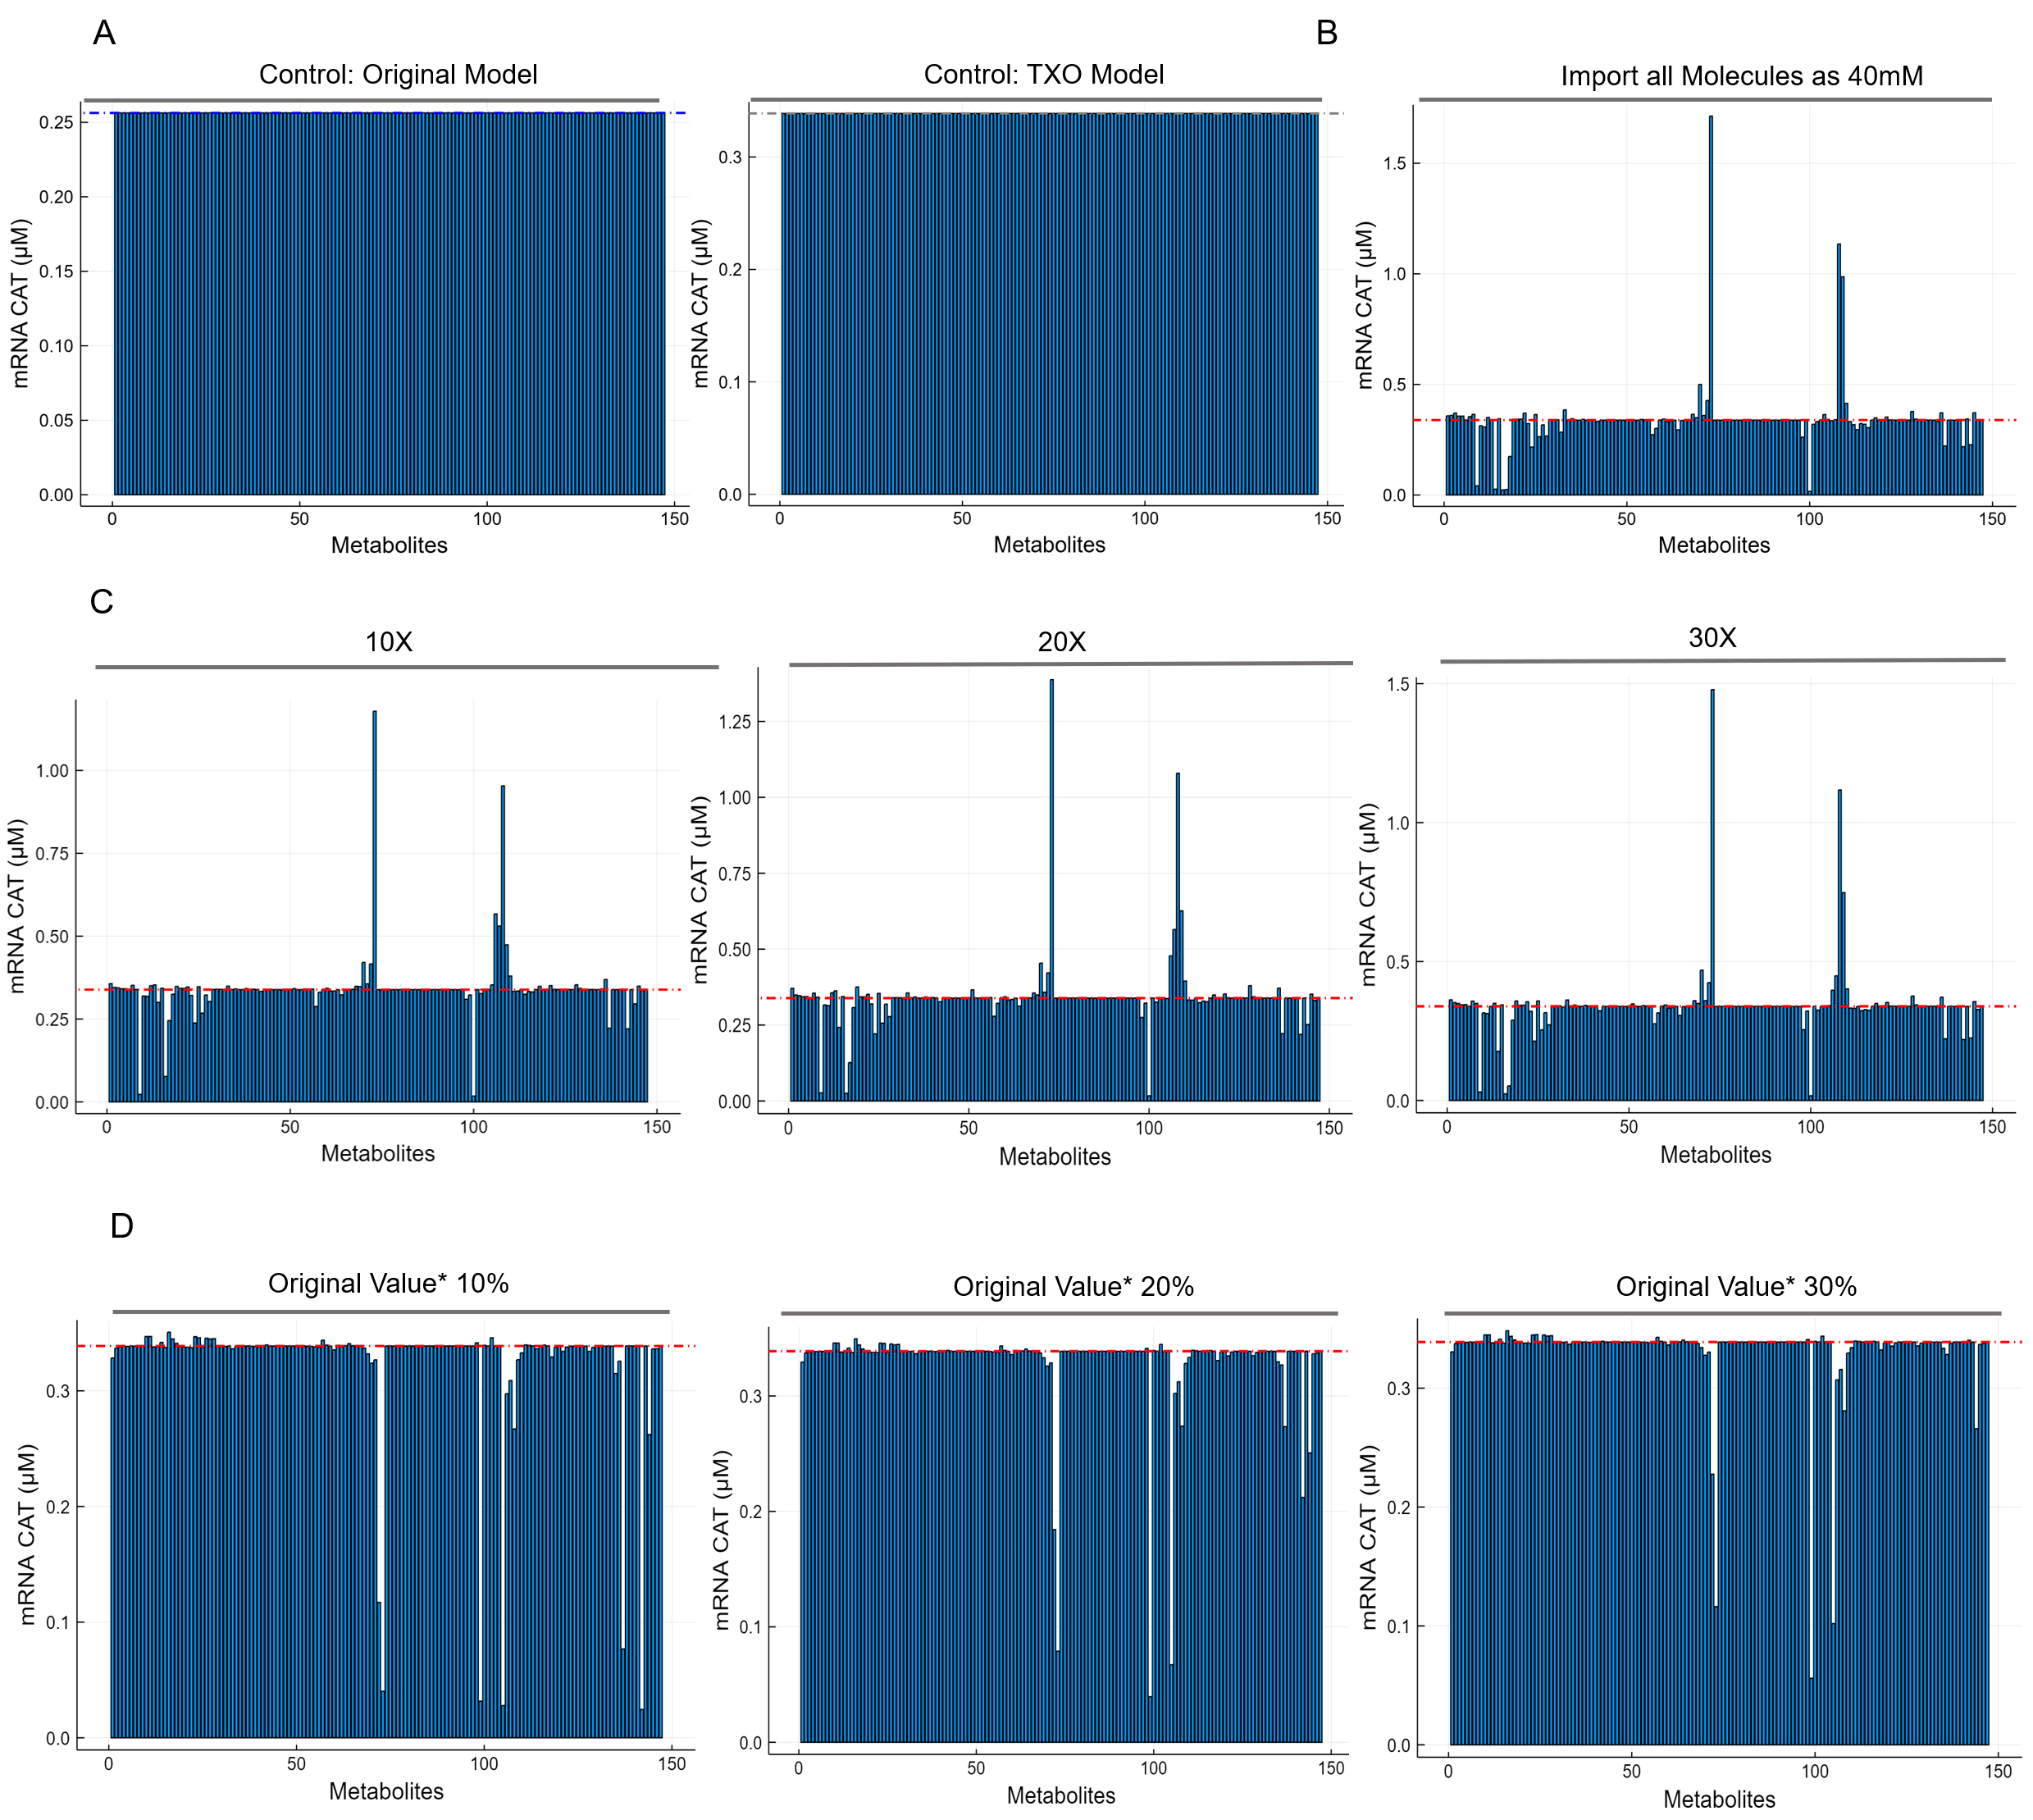 A
B
Control: Original Model
Control: TXO Model
Import all Molecules as 40mM
mRNA CAT (μM)
0.25
0.20
0.15
0.10
0.05
0.00
0
50
100
150
Metabolites
mRNA CAT (μM)
0.3
0.2
0.1
0.0
0
50
100
150
Metabolites
mRNA CAT (μM)
1.5
1.0
0.5
0.0
0
50
100
150
Metabolites
C
10X
20X
30X
mRNA CAT (μM)
1.00
0.75
0.50
0.25
0.00
0
50
100
150
Metabolites
mRNA CAT (μM)
1.25
1.00
0.75
0.50
0.25
0.00
0
50
100
150
Metabolites
mRNA CAT (μM)
1.5
1.0
0.5
0.0
0
50
100
150
Metabolites
D
Original Value* 10%
Original Value* 20%
Original Value* 30%
mRNA CAT (μM)
0.3
0.2
0.1
0.0
0
50
100
150
Metabolites
mRNA CAT (μM)
0.3
0.2
0.1
0.0
0
50
100
150
Metabolites
mRNA CAT (μM)
0.3
0.2
0.1
0.0
0
50
100
150
Metabolites